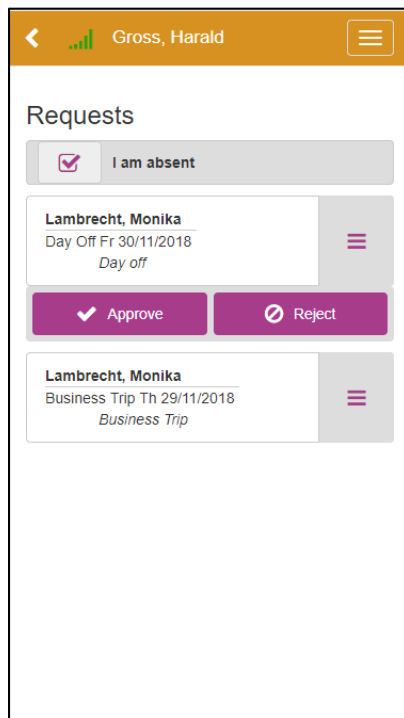 Gross, Harald
Requests
I am absent
Lambrecht, Monika
Day Off Fr 30/11/2018
Day off
Approve
Reject
Lambrecht, Monika
Business Trip Th 29/11/2018
Business Trip